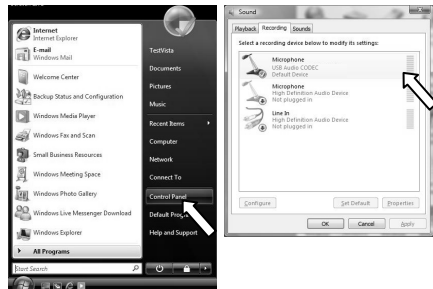 Internet
Internet Explorer
E-mail
Windows Mail
Welcome Center
Backup Status and Configuration
Windows Media Player
Windows Fax and Scan
Small Business Resources
Windows Meeting Space
Windows Photo Gallery
Windows Live Messenger Download
Windows Explorer
All Programs
Start Search
TestVista
Documents
Pictures
Music
Recent Items
Computer
Network
Connect To
Control Panel
Default
Help and Support
Sound
Playback Recording Sounds
Select a recording device below to modify its settings:
Microphone
USB Audio CODEC
Default Device
Microphone
High Definition Audio Device
Not plugged in
Line In
High Definition Audio Device
Not plugged in
Configure Set Default Properties
OK Cancel Apply